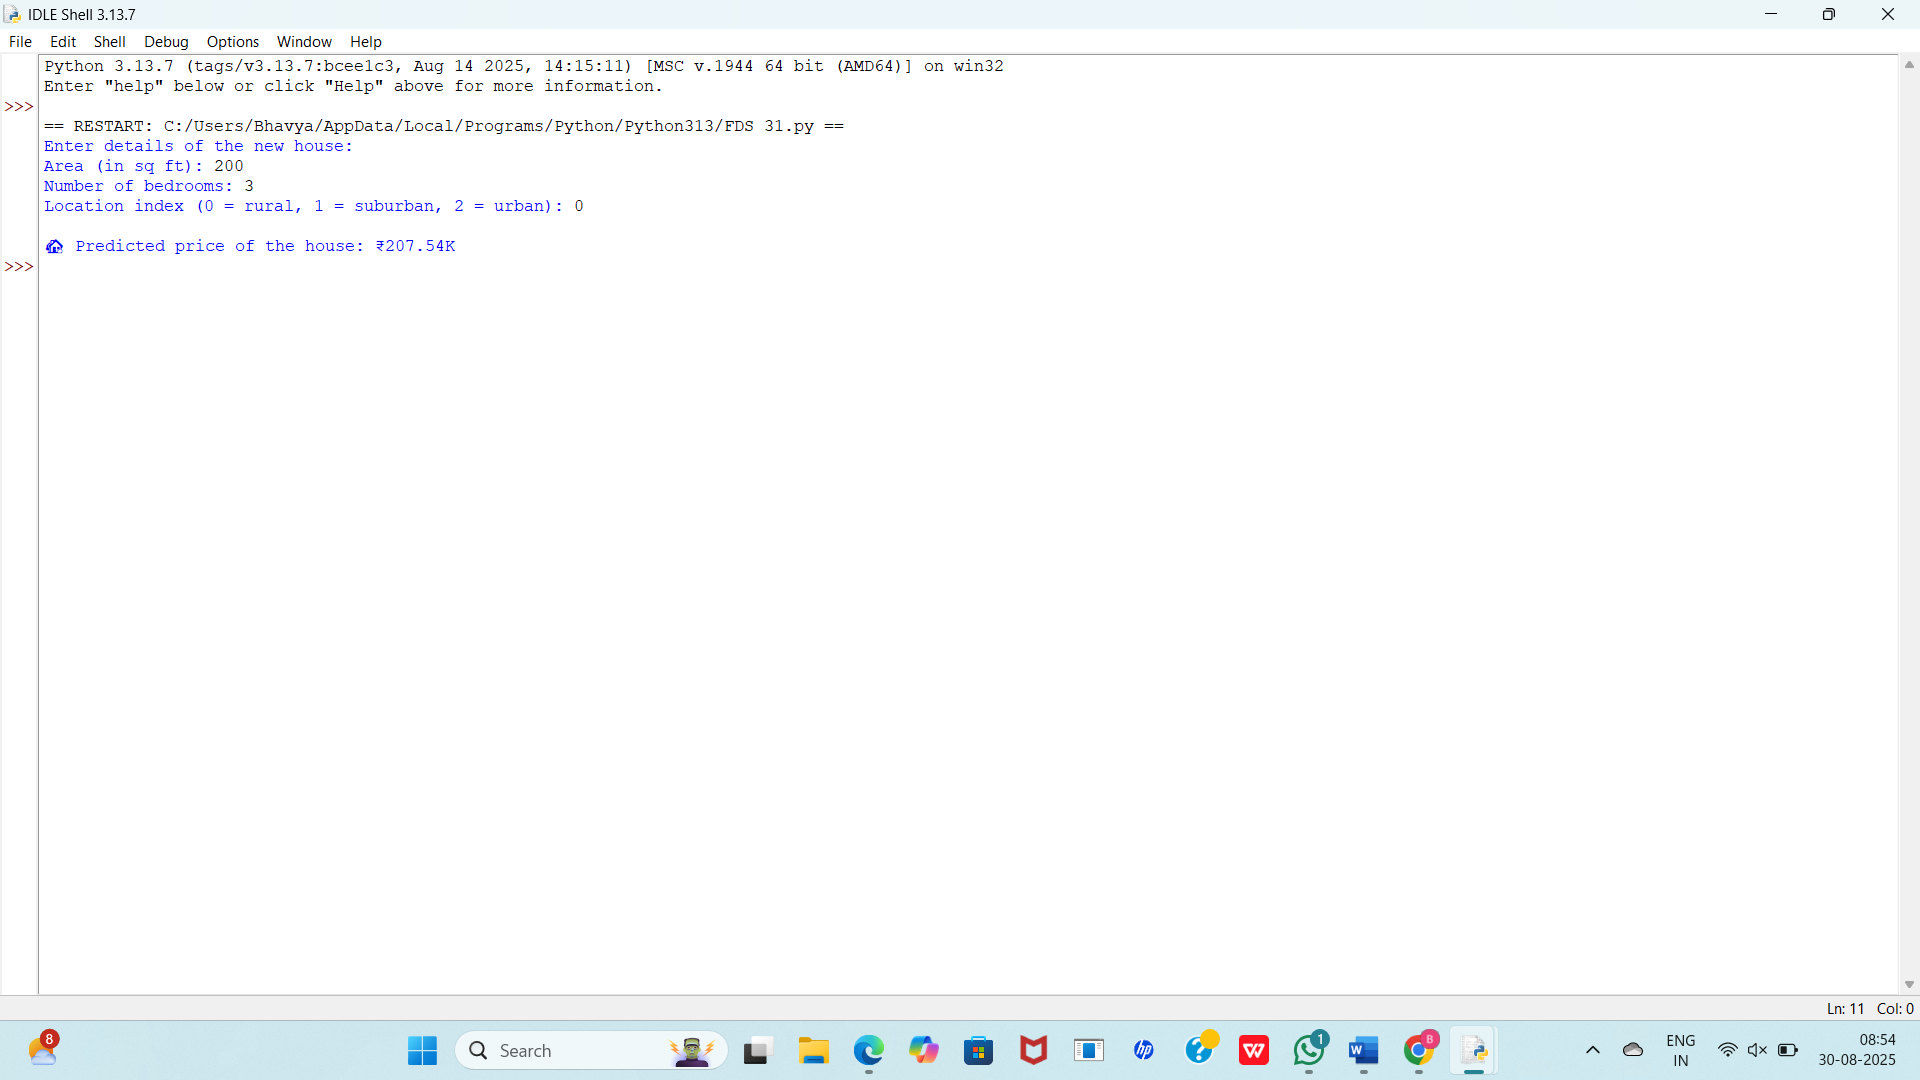 IDLE Shell 3.13.7
File Edit Shell Debug Options Window Help
Python 3.13.7 (tags/v3.13.7:bcee1c3, Aug 14 2025, 14:15:11) [MSC v.1944 64 bit (AMD64)] on win32
Enter "help" below or click "Help" above for more information.
>>>
== RESTART: C:/Users/Bhavya/AppData/Local/Programs/Python/Python313/FDS 31.py ==
Enter details of the new house:
Area (in sq ft): 200
Number of bedrooms: 3
Location index (0 = rural, 1 = suburban, 2 = urban): 0
🏠 Predicted price of the house: ₹207.54K
>>>
Ln: 11 Col: 0
8
Search
hp
?
W
1
W
B
ENG
IN
08:54
30-08-2025